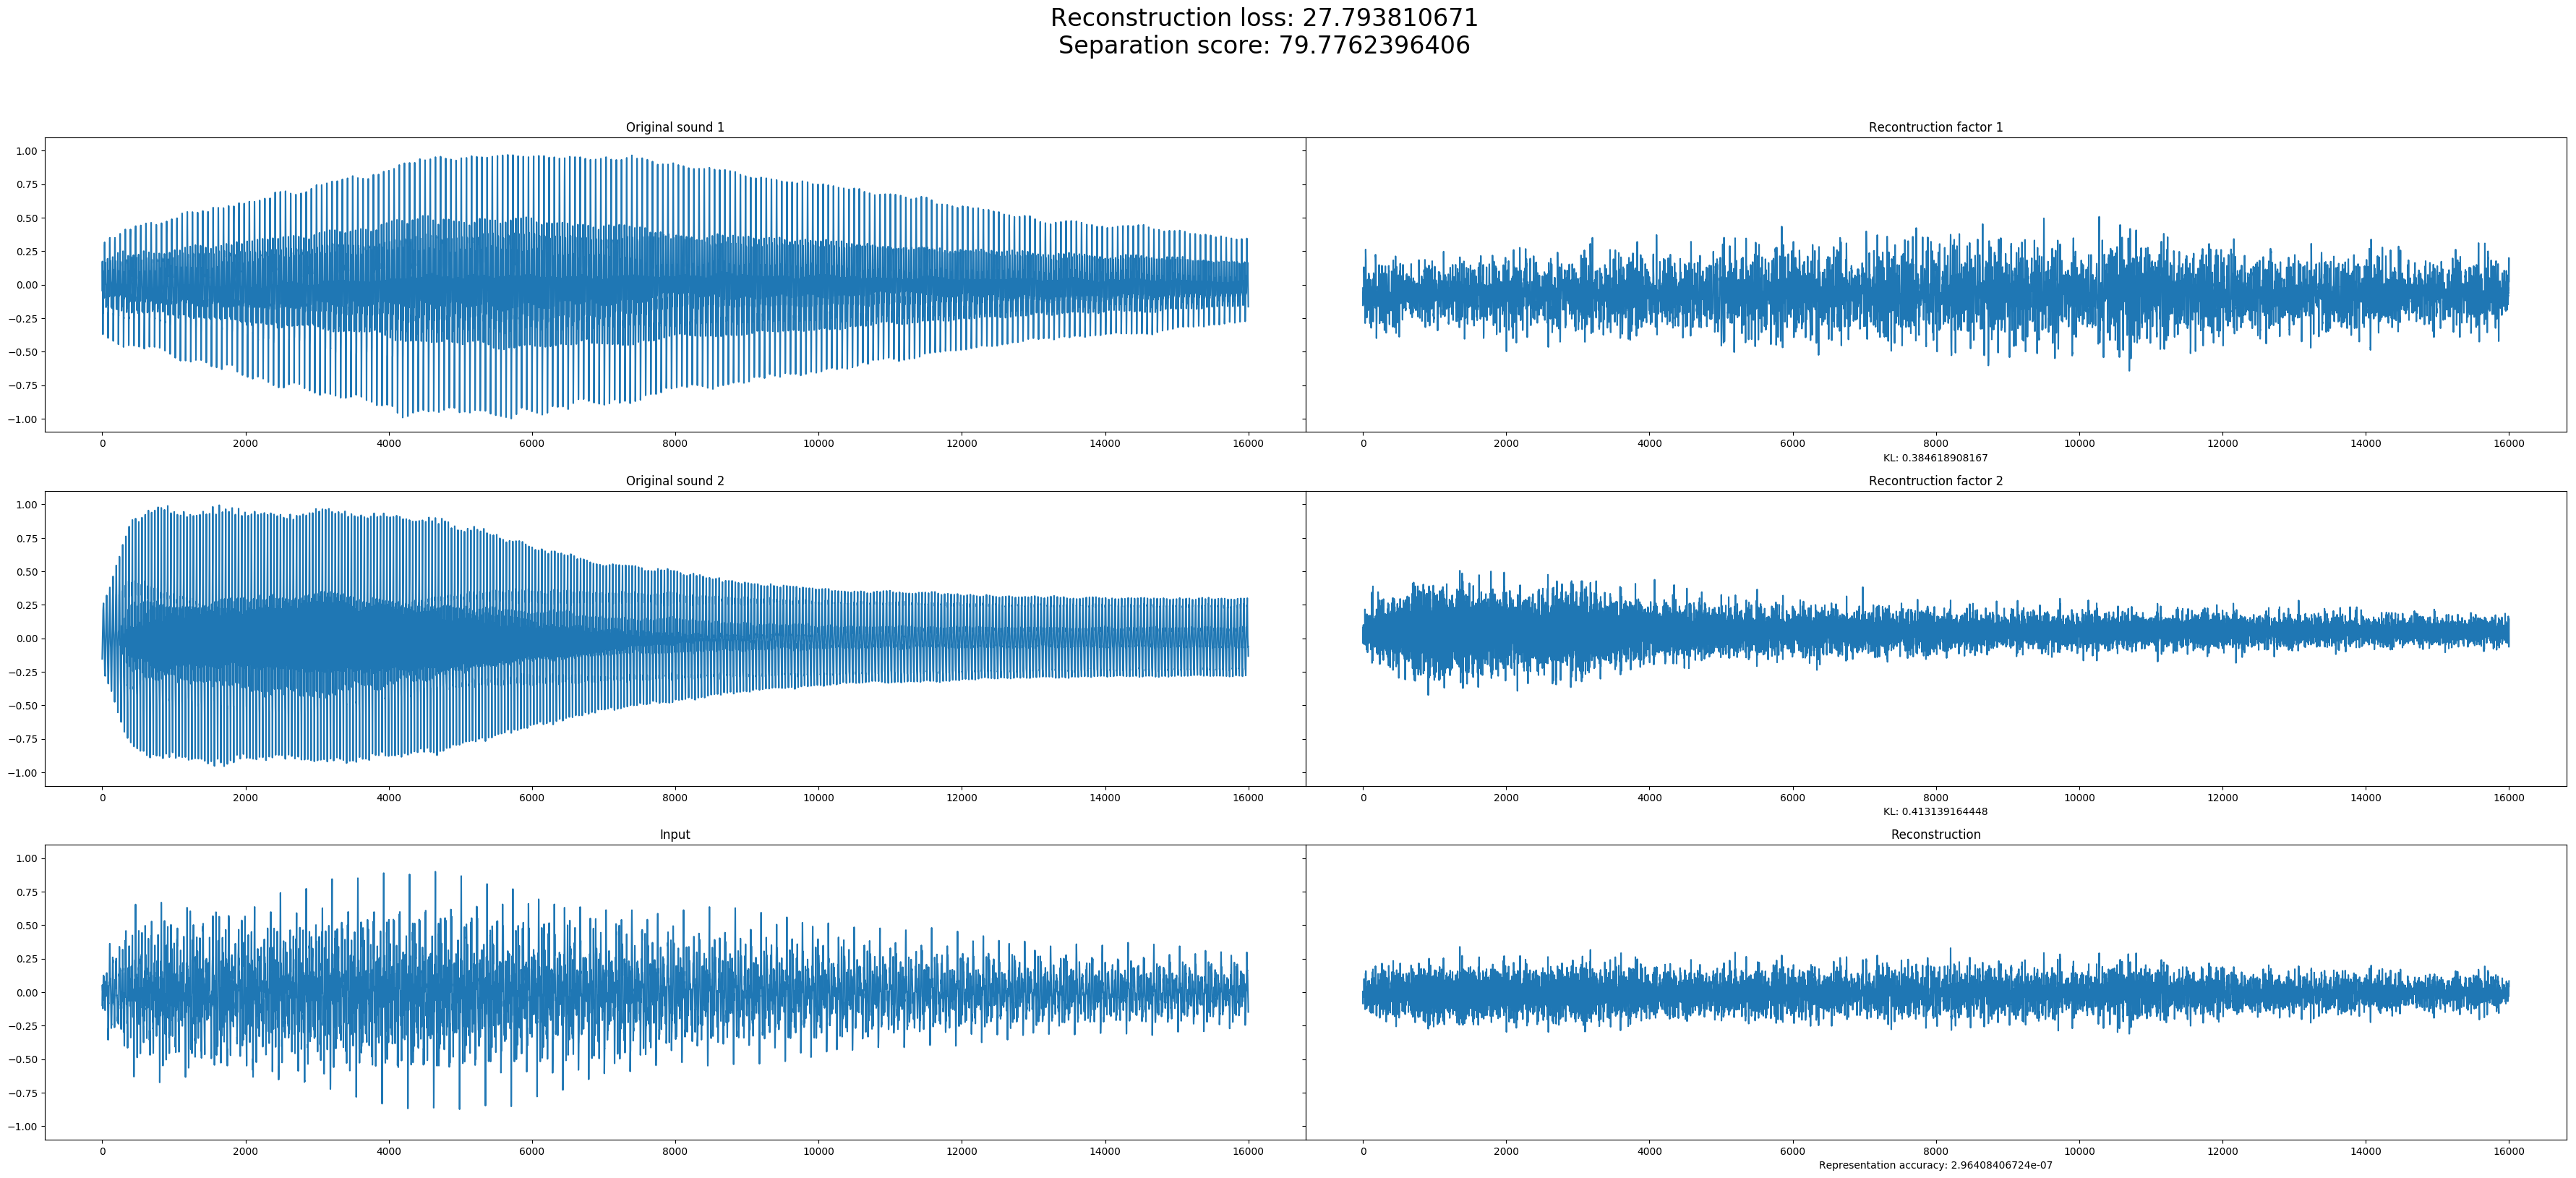 Reconstruction loss: 27.793810671
Separation score: 79.7762396406
Original sound 1
Recontruction factor 1
1.00
0.75
0.50
0.25
0.00
−0.25
−0.50
−0.75
−1.00
0 2000 4000 6000 8000 10000 12000 14000 16000
0 2000 4000 6000 8000 10000 12000 14000 16000
KL: 0.384618908167
Original sound 2
Recontruction factor 2
1.00
0.75
0.50
0.25
0.00
−0.25
−0.50
−0.75
−1.00
0 2000 4000 6000 8000 10000 12000 14000 16000
0 2000 4000 6000 8000 10000 12000 14000 16000
KL: 0.413139164448
Input
Reconstruction
1.00
0.75
0.50
0.25
0.00
−0.25
−0.50
−0.75
−1.00
0 2000 4000 6000 8000 10000 12000 14000 16000
0 2000 4000 6000 8000 10000 12000 14000 16000
Representation accuracy: 2.96408406724e-07